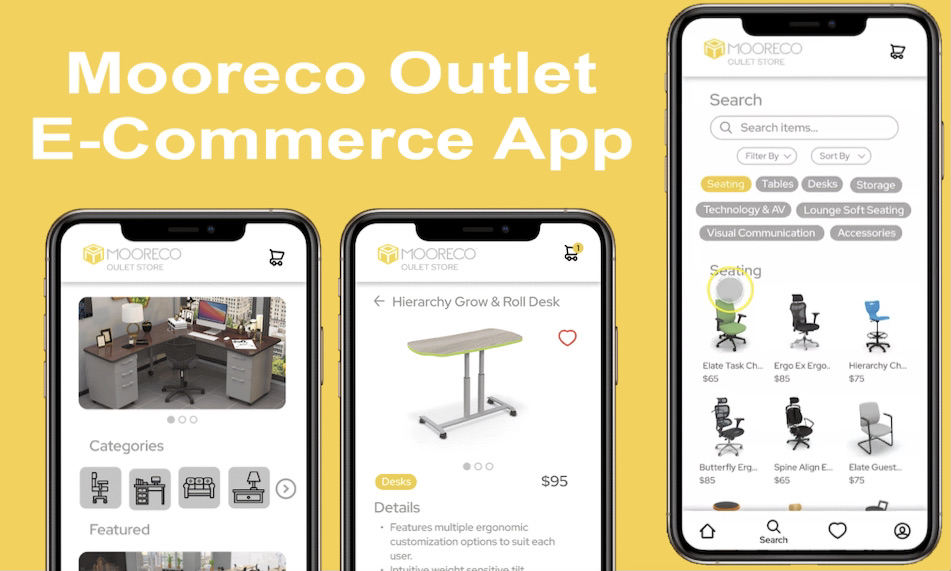 Mooreco Outlet
E-Commerce App
MOORECO
OULET STORE
Categories
Featured
MOORECO
OULET STORE
1
Hierarchy Grow & Roll Desk
Desks
$95
Details
• Features multiple ergonomic
customization options to suit each
user.
• Intuitive weight sensitive tilt
MOORECO
OULET STORE
Search
Search items...
Filter By
Sort By
Seating
Tables
Desks
Storage
Technology & AV
Lounge Soft Seating
Visual Communication
Accessories
Seating
Elate Task Ch...
$65
Ergo Ex Ergo..
$85
Hierarchy Ch...
$75
Butterfly Erg...
$85
Spine Align E...
$65
Elate Guest...
$75
Search